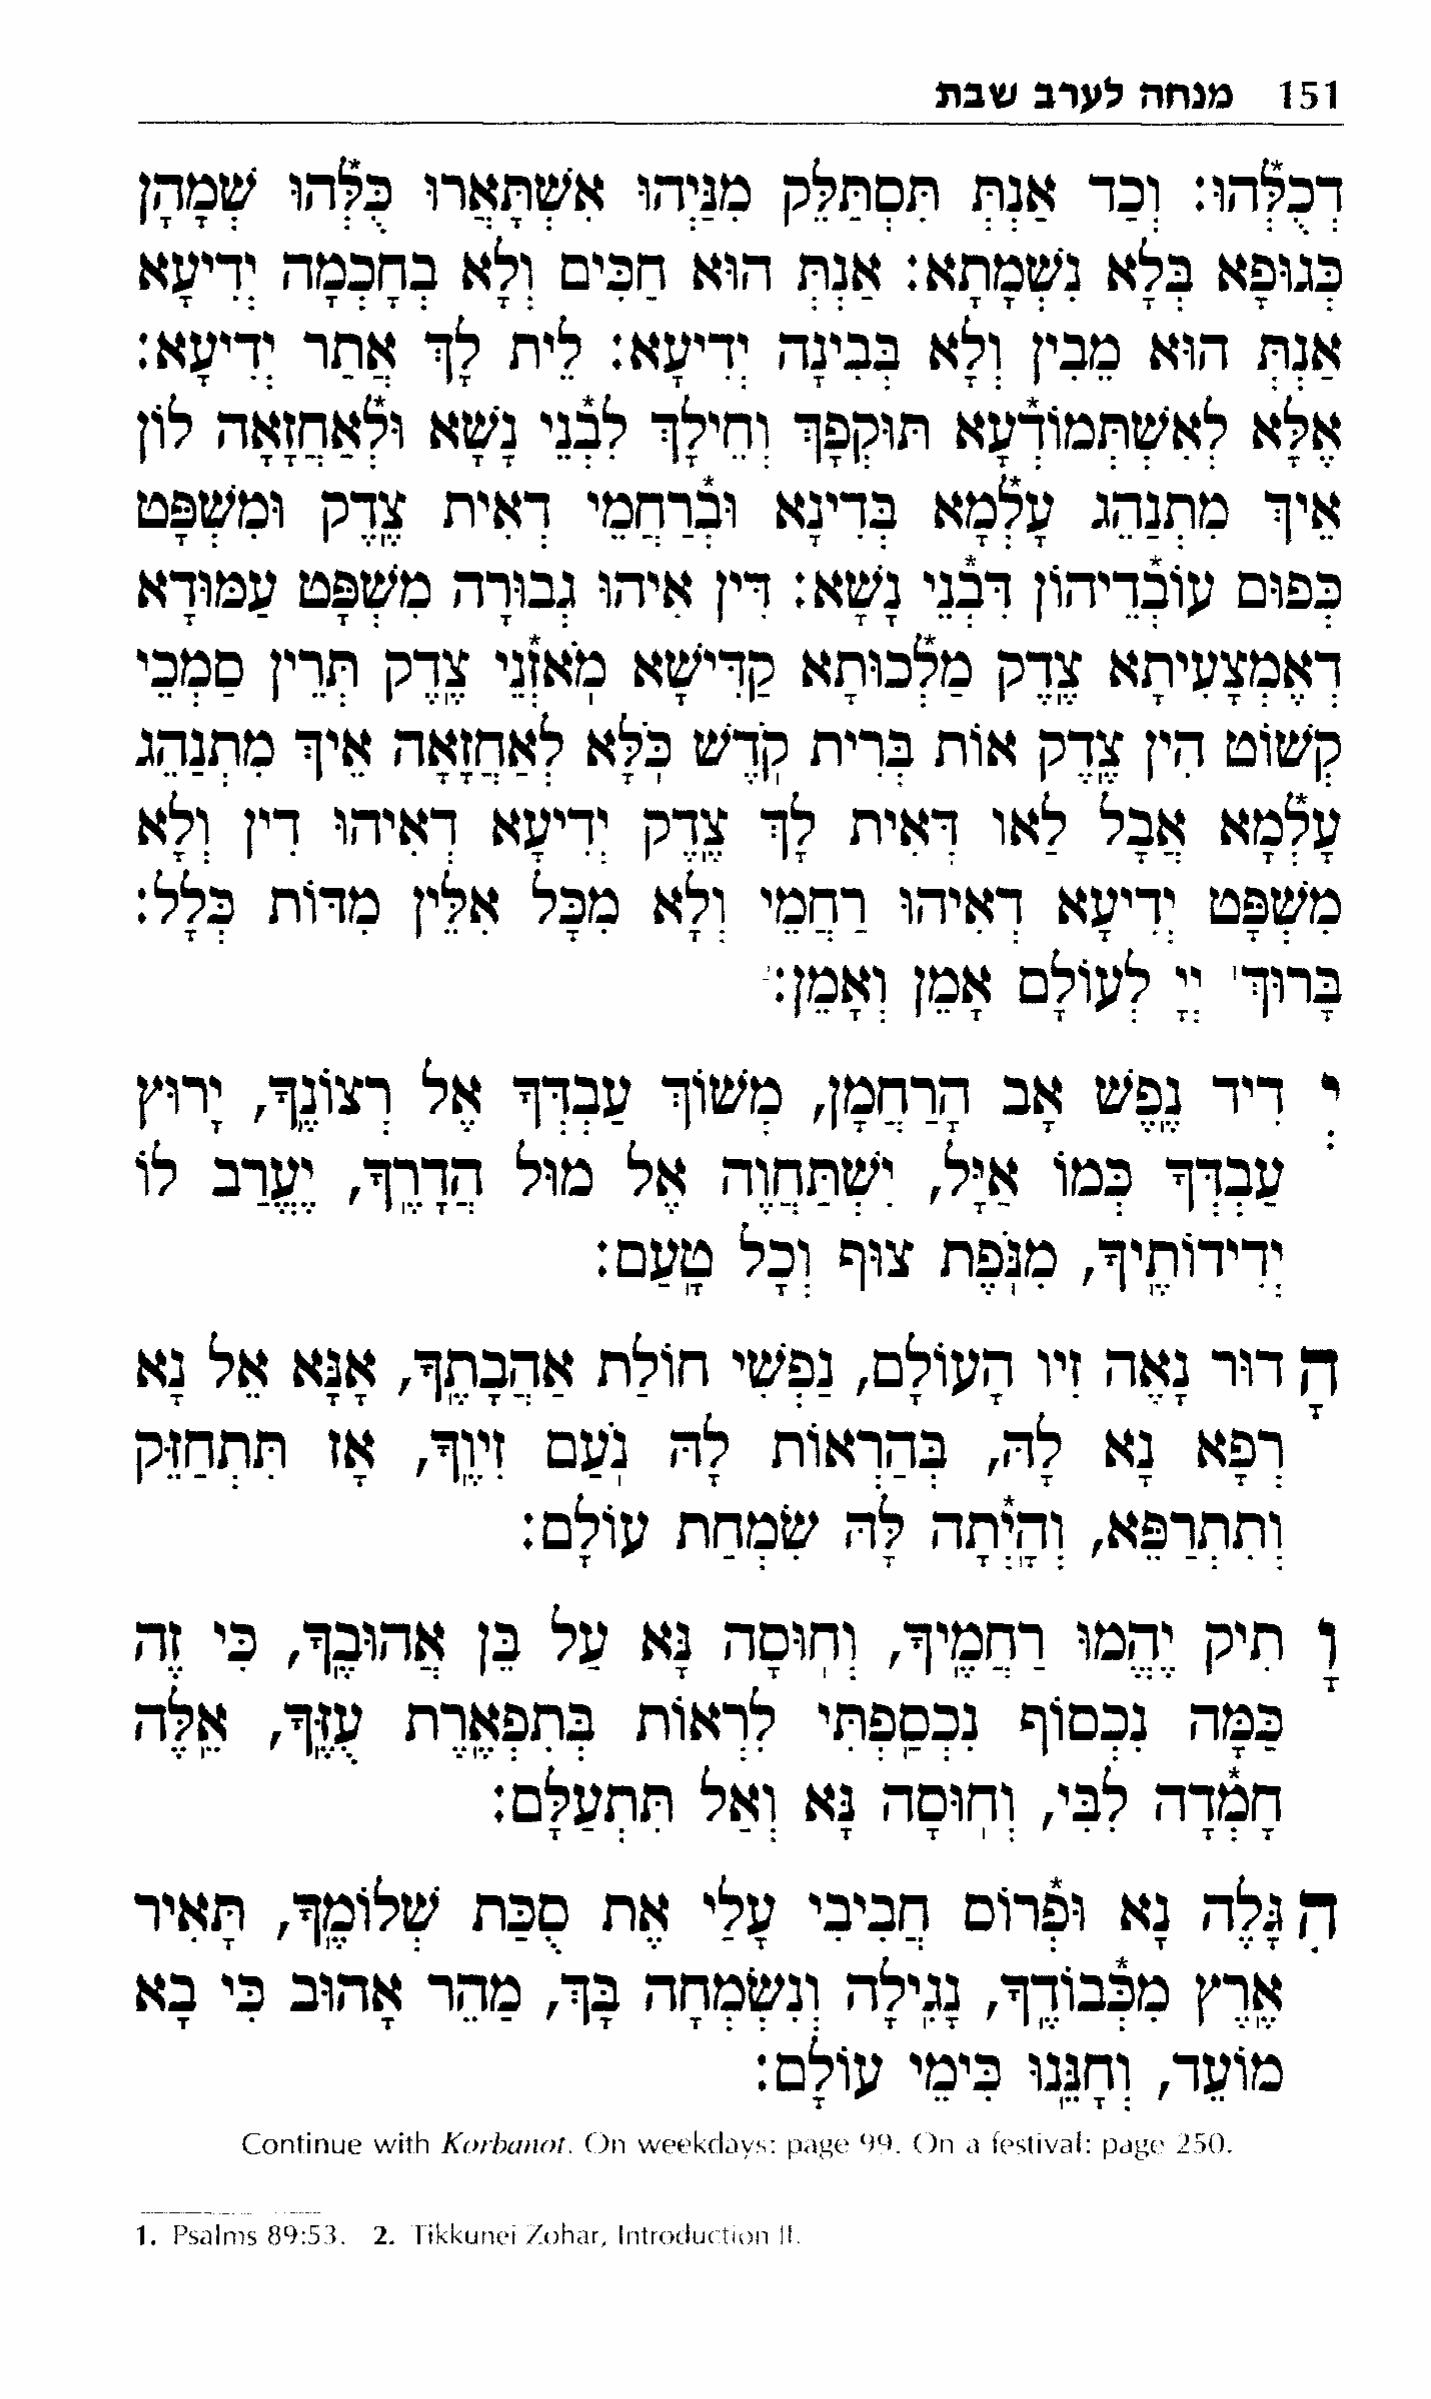 151 מנחה לערב שבת
דְכֻלְּהוּ: וְכַד אַנְתְּ תִּסְתַּלֵּק מִנַּיְהוּ אִשְׁתָּאֲרוּ כֻּלְּהוּ שְׁמָהָן
כְּגוּפָא בְּלָא נִשְׁמָתָא: אַנְתְּ הוּא חַכִּים וְלָא בְחָכְמָה יְדִיעָא
אַנְתְּ הוּא מֵבִין וְלָא בְּבִינָה יְדִיעָא: לֵית לָךְ אֲתַר יְדִיעָא:
אֶלָּא לְאִשְׁתְּמוֹדְעָא תּוּקְפָךְ וְחֵילָךְ לִבְנֵי נָשָׁא וּלְאַחֲזָאָה לוֹן
אֵיךְ מִתְנַהֵג עָלְמָא בְּדִינָא וּבְרַחֲמֵי דְאִית צֶֽדֶק וּמִשְׁפָּט
כְּפוּם עוֹבְדֵיהוֹן דִּבְנֵי נָשָׁא: דִּין אִיהוּ גְבוּרָה מִשְׁפָּט עַמּוּדָא
דְאֶמְצָעִיתָא צֶֽדֶק מַלְכוּתָא קַדִּישָׁא מֹֽאזְנֵי צֶֽדֶק תְּרֵין סַמְכֵי
קְשׁוֹט הִין צֶֽדֶק אוֹת בְּרִית קֹֽדֶשׁ כֹּֽלָּא לְאַחֲזָאָה אֵיךְ מִתְנַהֵג
עָלְמָא אֲבָל לַאו דְּאִית לָךְ צֶֽדֶק יְדִיעָא דְאִיהוּ דִין וְלָא
מִשְׁפָּט יְדִיעָא דְאִיהוּ רַחֲמֵי וְלָא מִכָּל אִלֵּין מִדּוֹת כְּלָל:
בָּרוּךְ¹ יְיָ לְעוֹלָם אָמֵן וְאָמֵן:²
יְדִיד נֶֽפֶשׁ אָב הָרַחֲמָן, מְשׁוֹךְ עַבְדְּךָ אֶל רְצוֹנֶֽךָ, יָרוּץ
עַבְדְּךָ כְּמוֹ אַיָּל, יִשְׁתַּחֲוֶה אֶל מוּל הֲדָרֶֽךָ, יֶעֱרַב לוֹ
יְדִידוֹתֶֽיךָ, מִנֹּֽפֶת צוּף וְכָל טָֽעַם:
הָדוּר נָאֶה זִיו הָעוֹלָם, נַפְשִׁי חוֹלַת אַהֲבָתֶֽךָ, אָנָּא אֵל נָא
רְפָא נָא לָהּ, בְּהַרְאוֹת לָהּ נֹֽעַם זִיוֶֽךָ, אָז תִּתְחַזֵּק
וְתִתְרַפֵּא, וְהָֽיְתָה לָּהּ שִׂמְחַת עוֹלָם:
וָתִיק יֶהֱמוּ רַחֲמֶֽיךָ, וְחֽוּסָה נָּא עַל בֵּן אֲהוּבֶֽךָ, כִּי זֶה
כַּמָּה נִכְסוֹף נִכְסַֽפְתִּי לִרְאוֹת בְּתִפְאֶֽרֶת עֻזֶּֽךָ, אֵֽלֶּה
חָמְדָה לִבִּי, וְחֽוּסָה נָּא וְאַל תִּתְעַלָּם:
הִגָּלֶה נָא וּפְרוֹס חֲבִיבִי עָלַי אֶת סֻכַּת שְׁלוֹמֶֽךָ, תָּאִיר
אֶֽרֶץ מִכְּבוֹדֶֽךָ, נָגִֽילָה וְנִשְׂמְחָה בָּךְ, מַהֵר אָהוּב כִּי בָא
מוֹעֵד, וְחָנֵּֽנוּ כִּימֵי עוֹלָם:
Continue with Korbanot. On weekdays: page 99. On a festival: page 250.
1. Psalms 89:53. 2. Tikkunei Zohar, Introduction II.